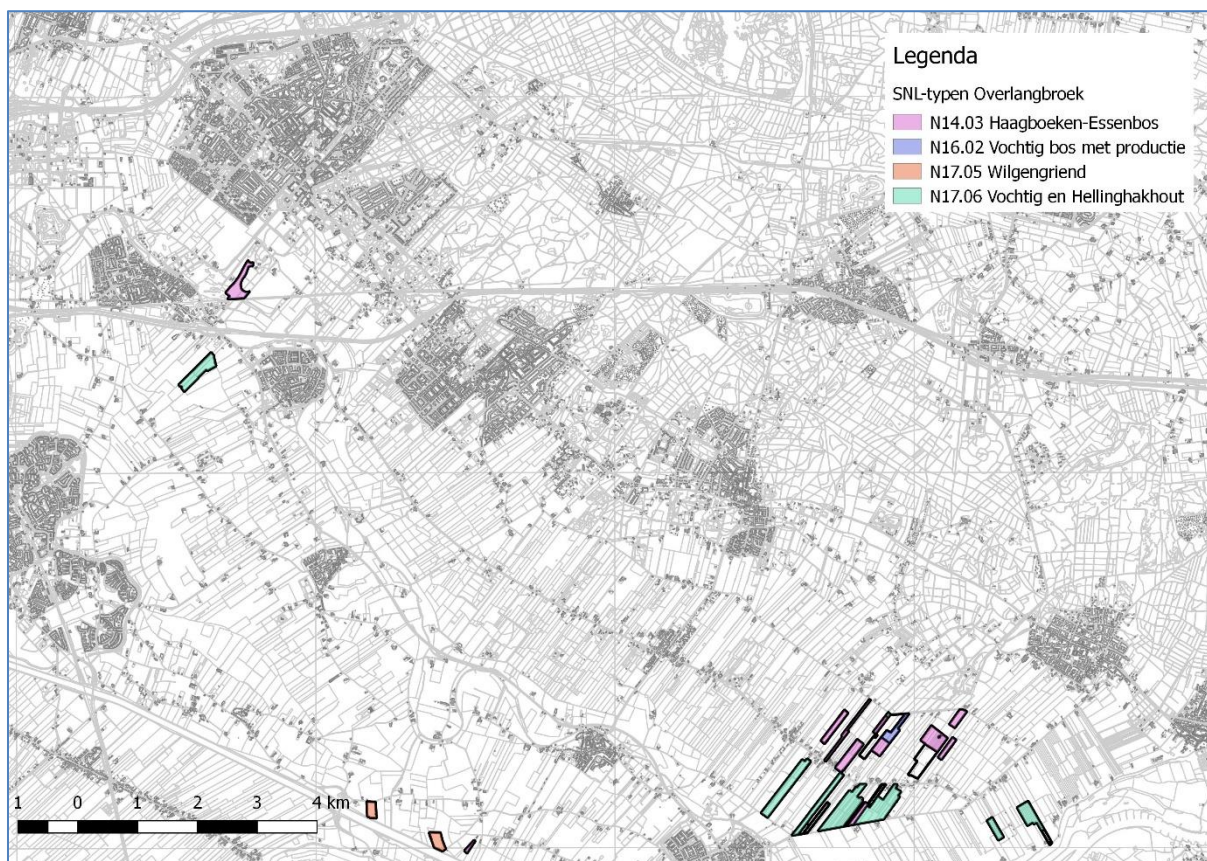 Legenda
SNL-typen Overlangbroek
N14.03 Haagboeken-Essenbos
N16.02 Vochtig bos met productie
N17.05 Wilgengriend
N17.06 Vochtig en Hellinghakhout
1 0 1 2 3 4 km